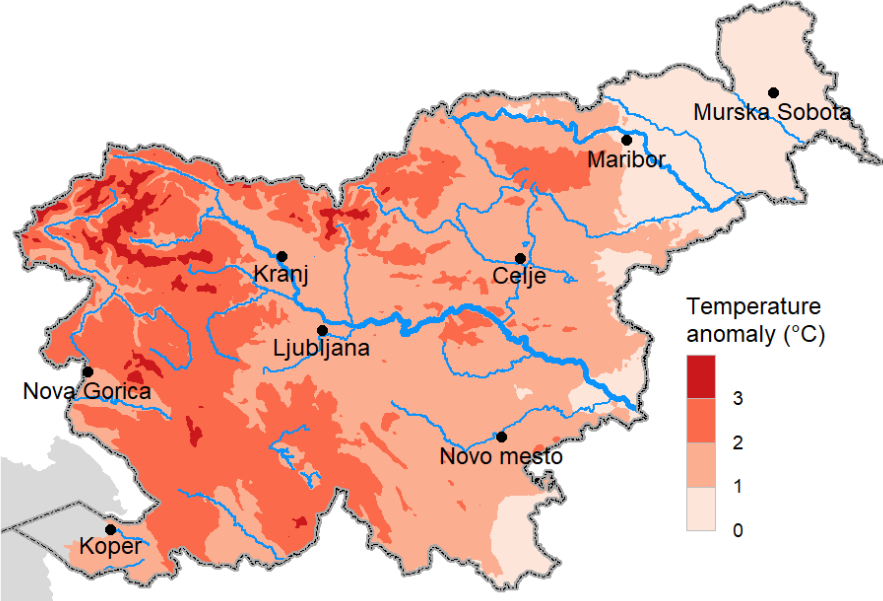 Murska Sobota
Maribor
Kranj
Celje
Temperature
anomaly (°C)
Ljubljana
Nova Gorica
3
2
Novo mesto
1
0
Koper